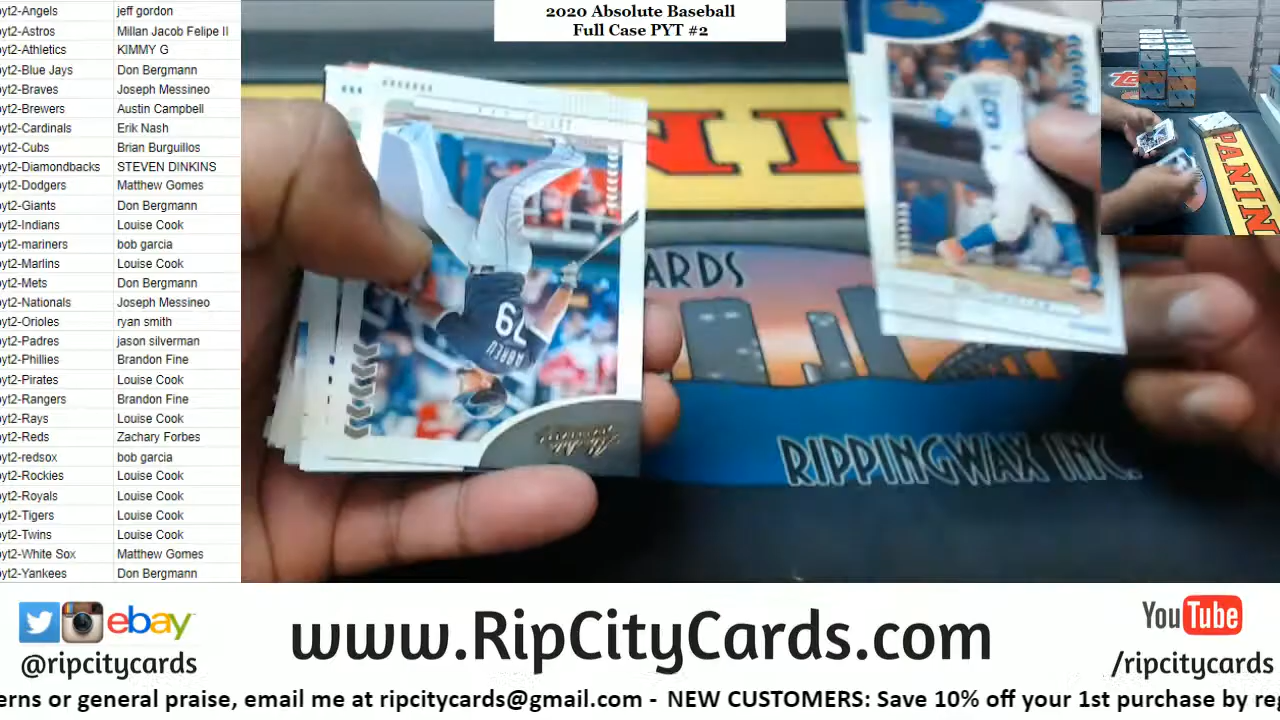 2020 Absolute Baseball
Full Case PYT #2
pyt2-Angels jeff gordon
pyt2-Astros Millan Jacob Felipe II
pyt2-Athletics KIMMY G
pyt2-Blue Jays Don Bergmann
pyt2-Braves Joseph Messineo
pyt2-Brewers Austin Campbell
pyt2-Cardinals Erik Nash
pyt2-Cubs Brian Burguillos
pyt2-Diamondbacks STEVEN DINKINS
pyt2-Dodgers Matthew Gomes
pyt2-Giants Don Bergmann
pyt2-Indians Louise Cook
pyt2-mariners bob garcia
pyt2-Marlins Louise Cook
pyt2-Mets Don Bergmann
pyt2-Nationals Joseph Messineo
pyt2-Orioles ryan smith
pyt2-Padres jason silverman
pyt2-Phillies Brandon Fine
pyt2-Pirates Louise Cook
pyt2-Rangers Brandon Fine
pyt2-Rays Louise Cook
pyt2-Reds Zachary Forbes
pyt2-redsox bob garcia
pyt2-Rockies Louise Cook
pyt2-Royals Louise Cook
pyt2-Tigers Louise Cook
pyt2-Twins Louise Cook
pyt2-White Sox Matthew Gomes
pyt2-Yankees Don Bergmann
NI
ARDS
ABREU
79
9
RIPPINGWAX INC.
PANINI
ebay
@ripcitycards
www.RipCityCards.com
YouTube
/ripcitycards
erns or general praise, email me at ripcitycards@gmail.com - NEW CUSTOMERS: Save 10% off your 1st purchase by reg